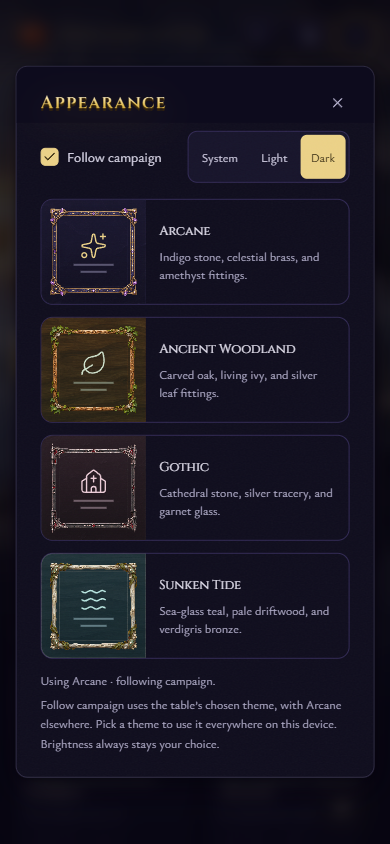 Appearance
Follow campaign
System Light Dark
Arcane
Indigo stone, celestial brass, and
amethyst fittings.
Ancient Woodland
Carved oak, living ivy, and silver
leaf fittings.
Gothic
Cathedral stone, silver tracery, and
garnet glass.
Sunken Tide
Sea-glass teal, pale driftwood, and
verdigris bronze.
Using Arcane · following campaign.
Follow campaign uses the table's chosen theme, with Arcane
elsewhere. Pick a theme to use it everywhere on this device.
Brightness always stays your choice.